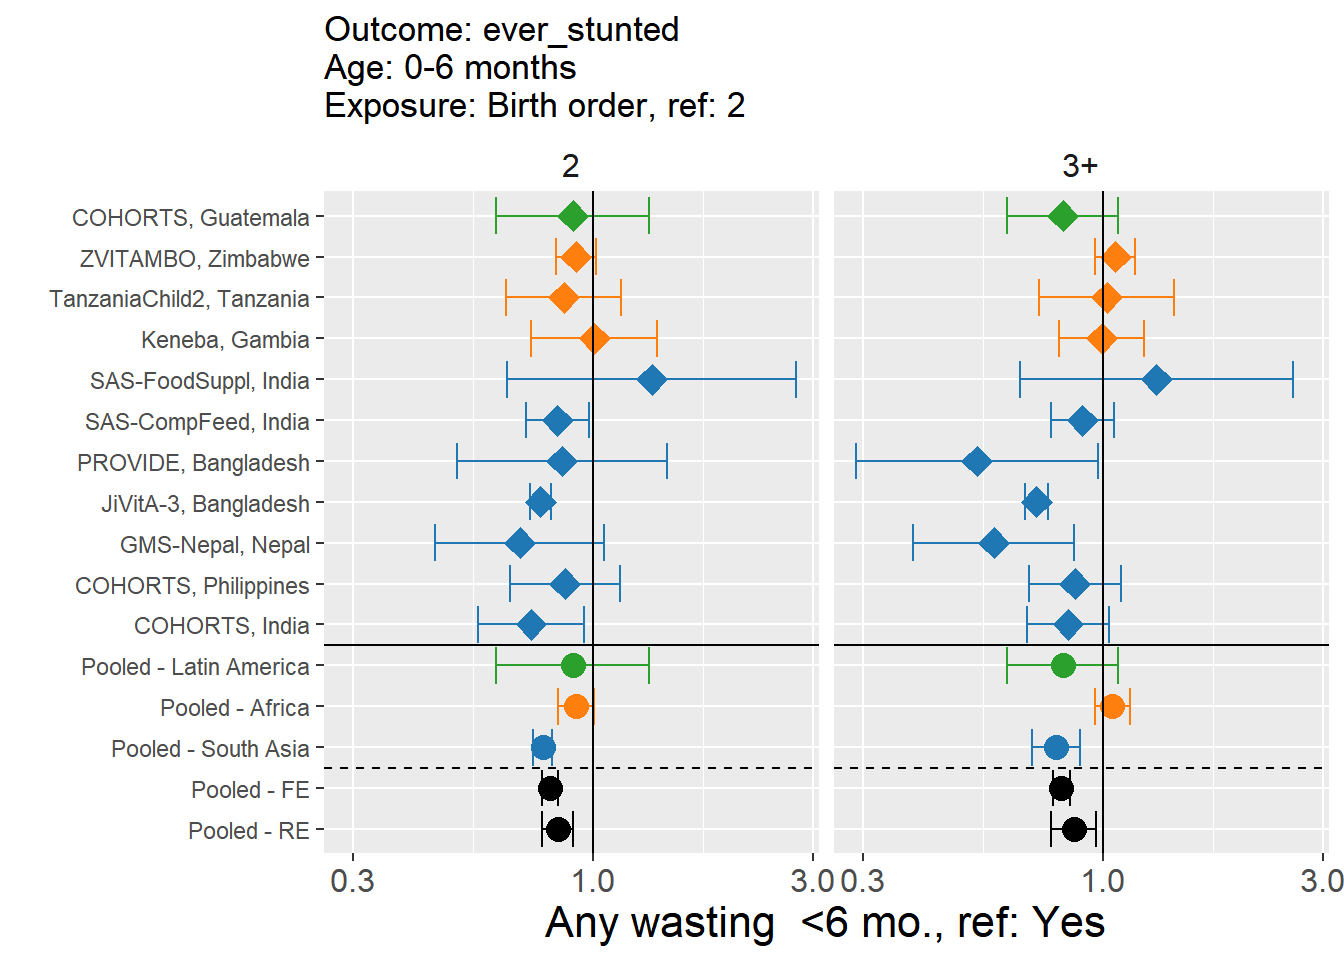 Outcome: ever_stunted
Age: 0-6 months
Exposure: Birth order, ref: 2
2 3+
COHORTS, Guatemala
ZVITAMBO, Zimbabwe
TanzaniaChild2, Tanzania
Keneba, Gambia
SAS-FoodSuppl, India
SAS-CompFeed, India
PROVIDE, Bangladesh
JiVitA-3, Bangladesh
GMS-Nepal, Nepal
COHORTS, Philippines
COHORTS, India
Pooled - Latin America
Pooled - Africa
Pooled - South Asia
Pooled - FE
Pooled - RE
0.3 1.0 3.0 0.3 1.0 3.0
Any wasting  <6 mo., ref: Yes